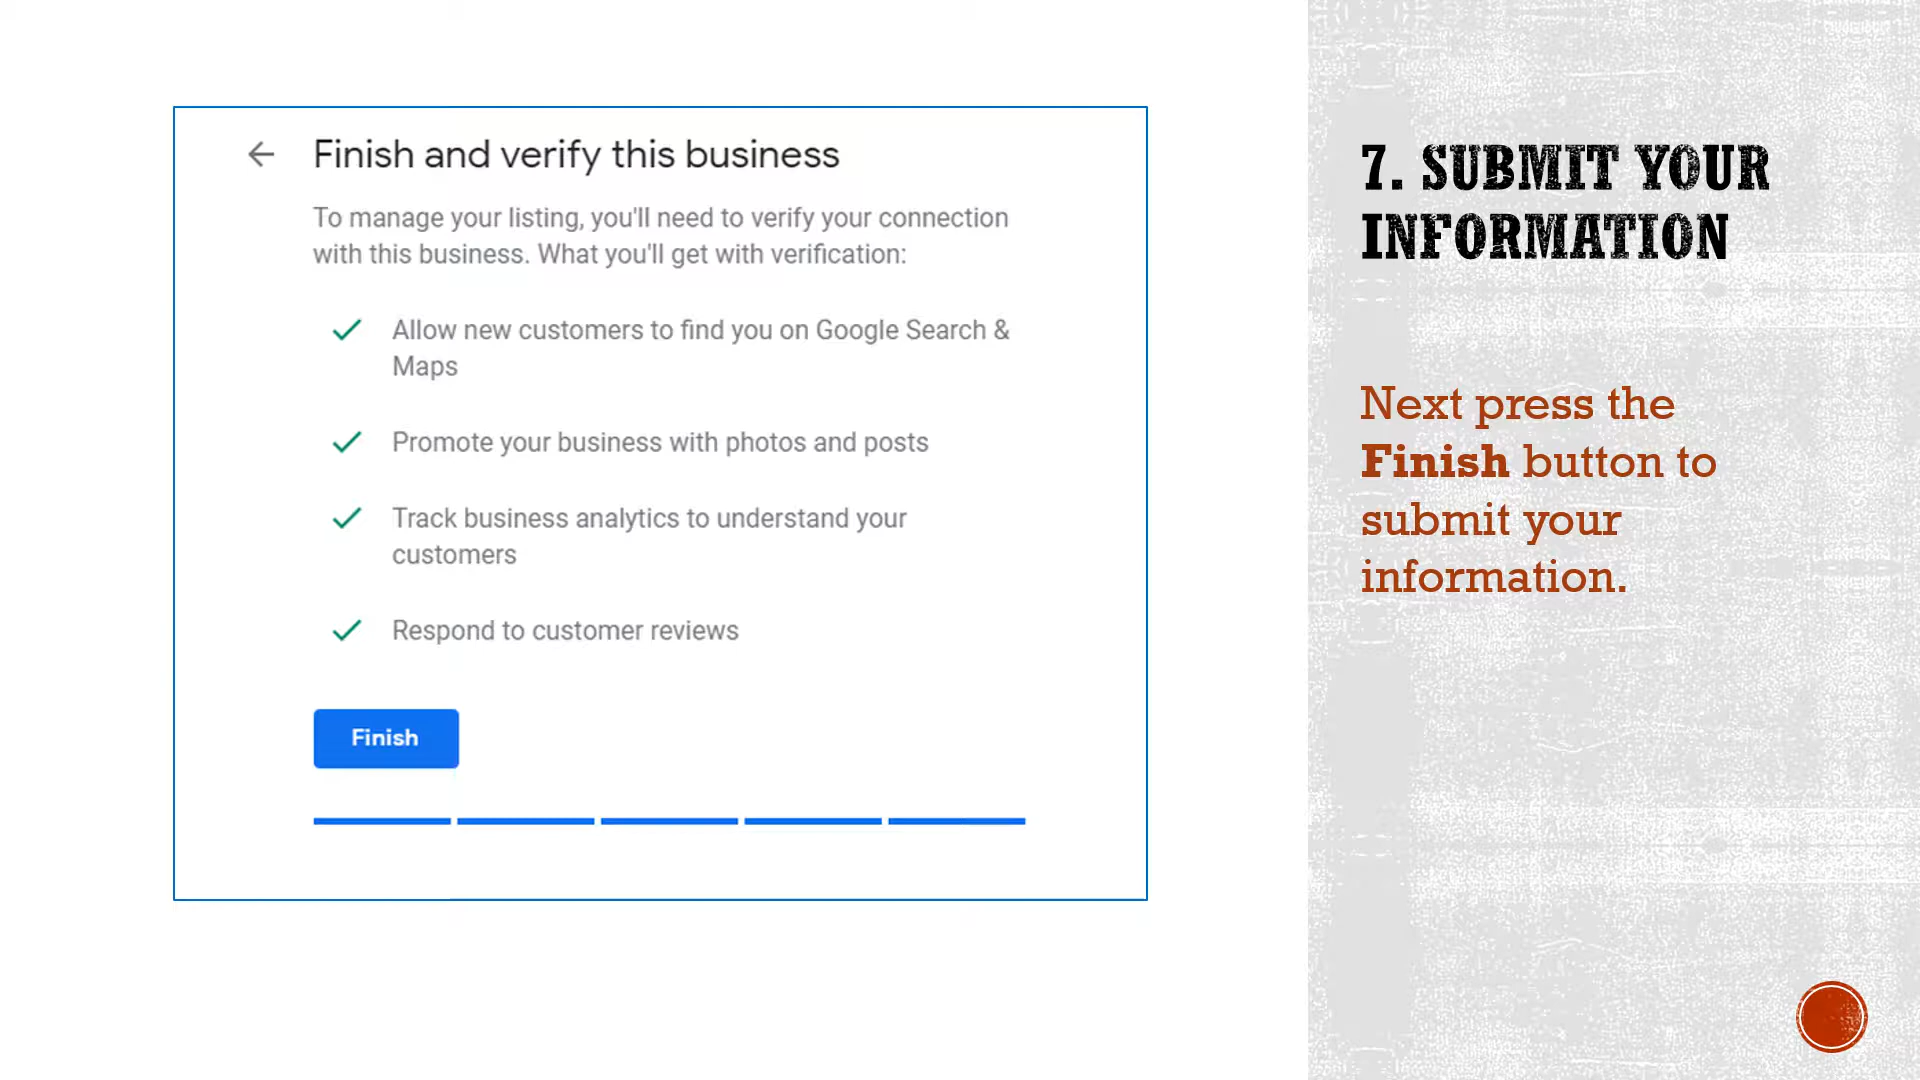 Finish and verify this business
To manage your listing, you'll need to verify your connection
with this business. What you'll get with verification:
Allow new customers to find you on Google Search &
Maps
Promote your business with photos and posts
Track business analytics to understand your
customers
Respond to customer reviews
Finish
7. SUBMIT YOUR
INFORMATION
Next press the
Finish button to
submit your
information.